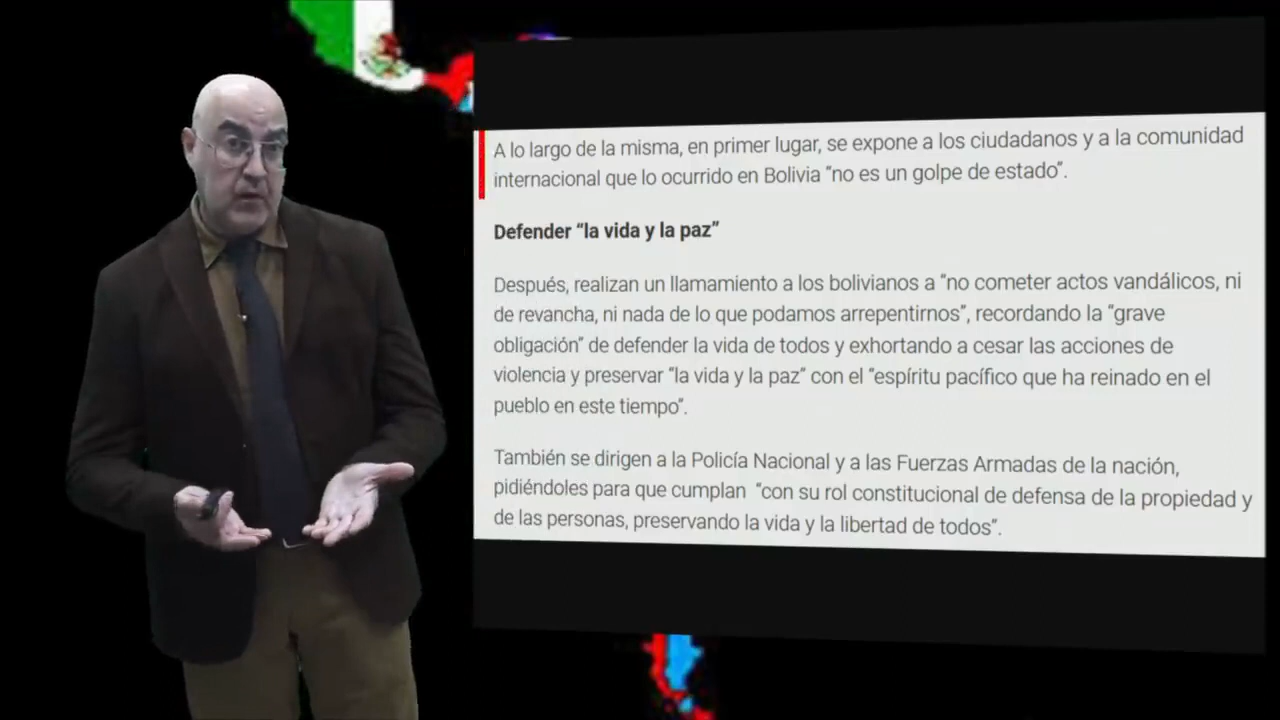 A lo largo de la misma, en primer lugar, se expone a los ciudadanos y a la comunidad
internacional que lo ocurrido en Bolivia “no es un golpe de estado”.
Defender “la vida y la paz”
Después, realizan un llamamiento a los bolivianos a “no cometer actos vandálicos, ni
de revancha, ni nada de lo que podamos arrepentirnos”, recordando la “grave
obligación” de defender la vida de todos y exhortando a cesar las acciones de
violencia y preservar “la vida y la paz” con el “espíritu pacífico que ha reinado en el
pueblo en este tiempo”.
También se dirigen a la Policía Nacional y a las Fuerzas Armadas de la nación,
pidiéndoles para que cumplan “con su rol constitucional de defensa de la propiedad y
de las personas, preservando la vida y la libertad de todos”.